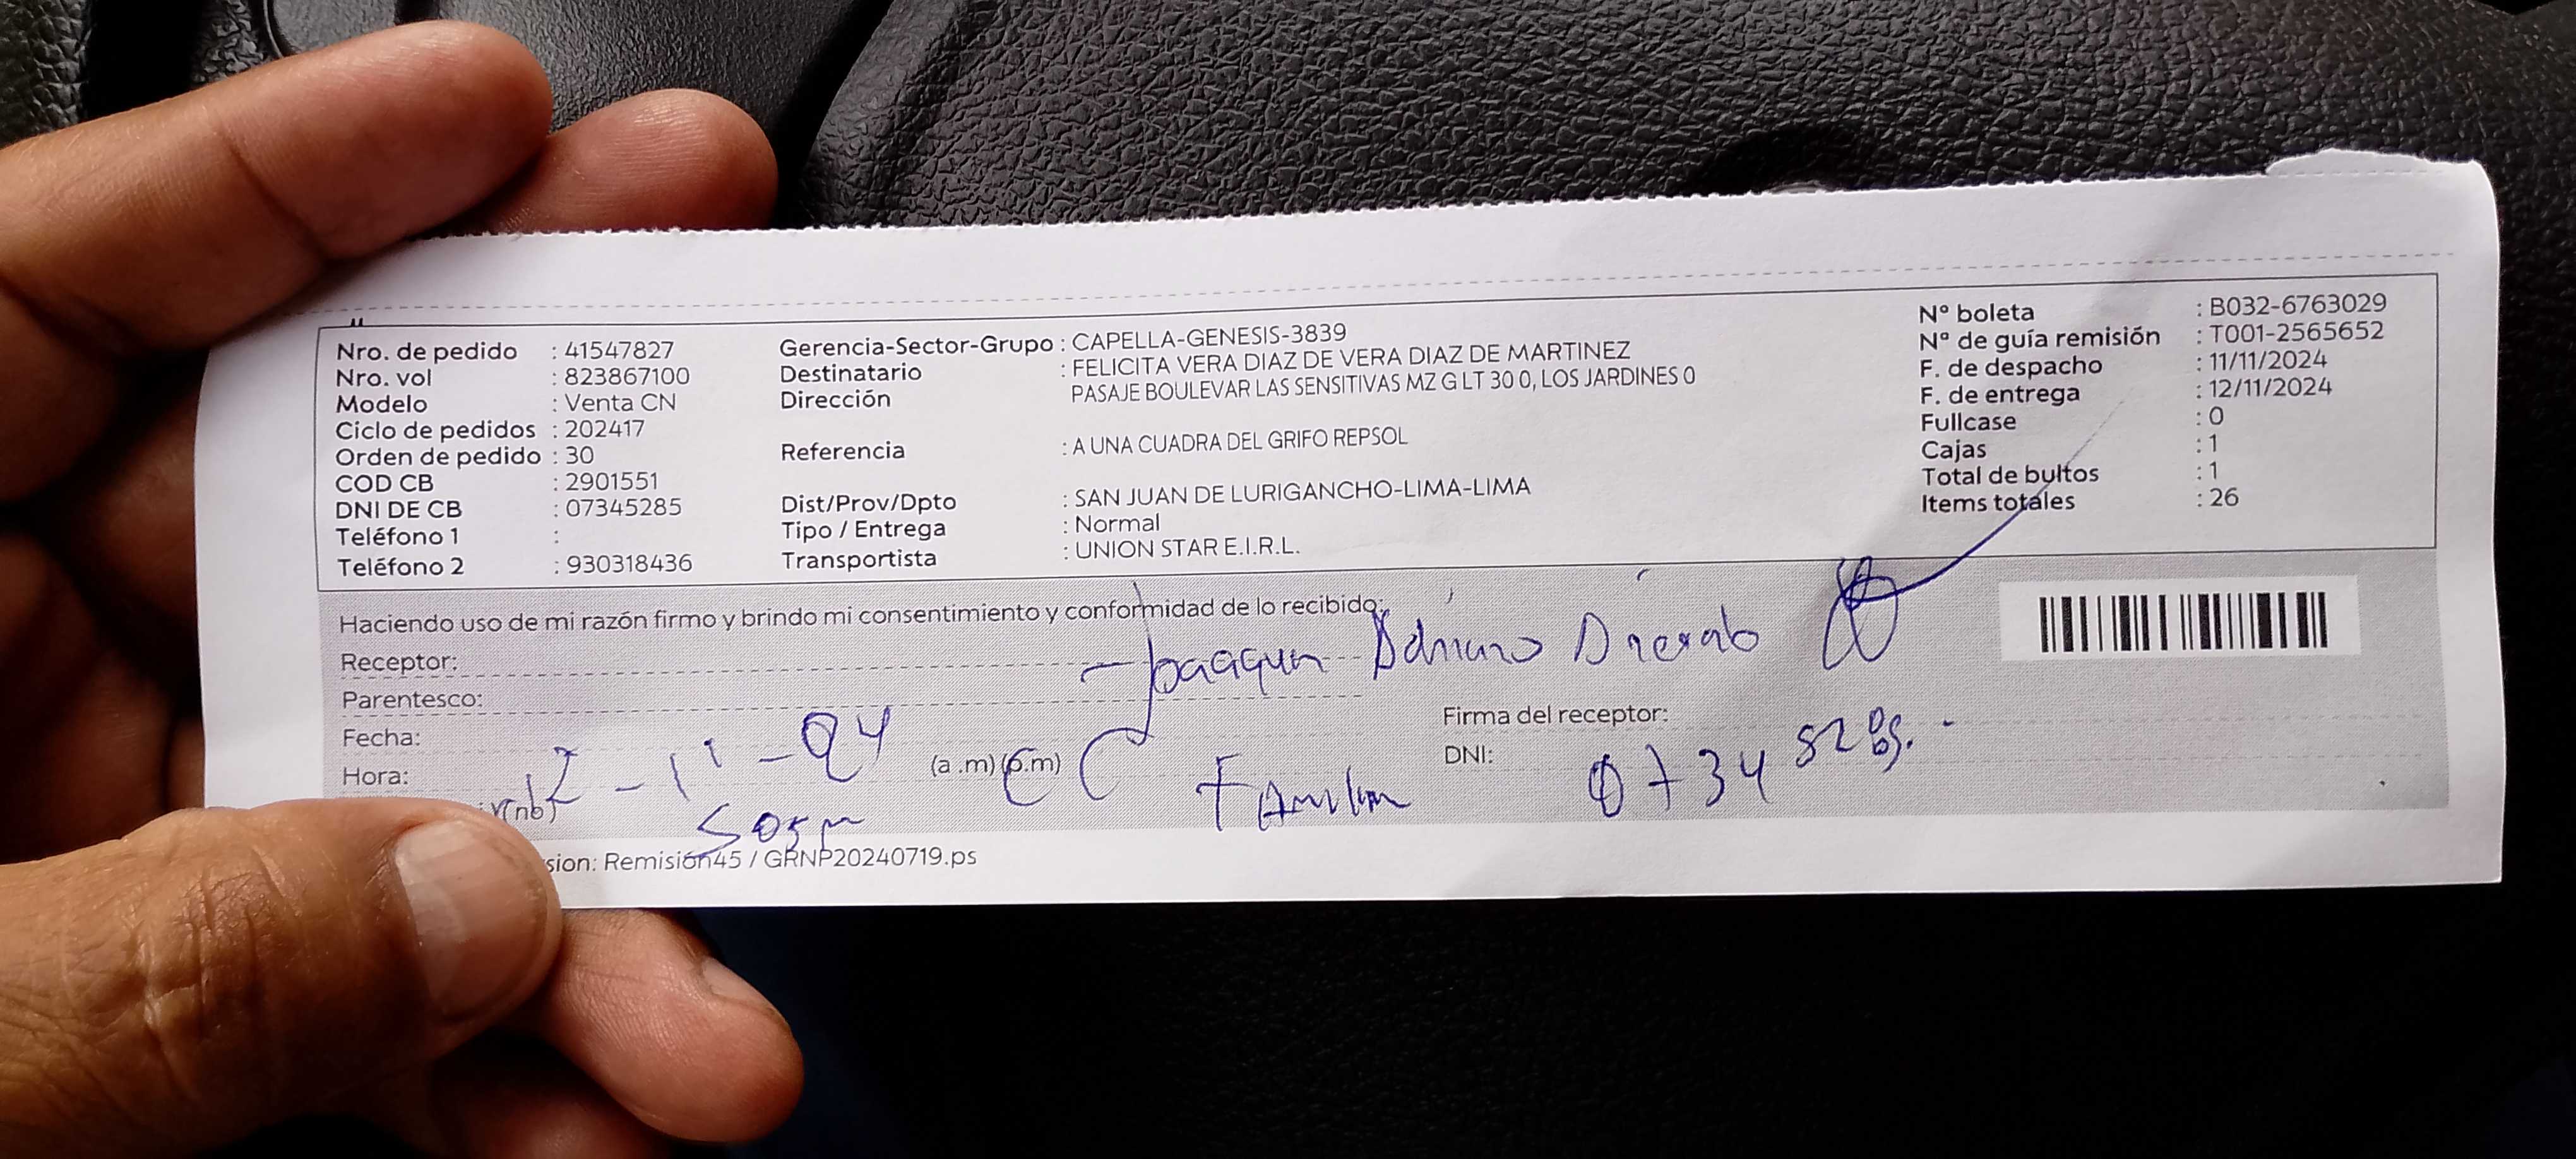 Nro. de pedido : 41547827
Nro. vol : 823867100
Modelo : Venta CN
Ciclo de pedidos : 202417
Orden de pedido : 30
COD CB : 2901551
DNI DE CB : 07345285
Teléfono 1 :
Teléfono 2 : 930318436
Gerencia-Sector-Grupo : CAPELLA-GENESIS-3839
Destinatario : FELICITA VERA DIAZ DE VERA DIAZ DE MARTINEZ
Dirección PASAJE BOULEVAR LAS SENSITIVAS MZ G LT 30 0, LOS JARDINES 0
Referencia : A UNA CUADRA DEL GRIFO REPSOL
Dist/Prov/Dpto : SAN JUAN DE LURIGANCHO-LIMA-LIMA
Tipo / Entrega : Normal
Transportista : UNION STAR E.I.R.L.
Nº boleta : B032-6763029
Nº de guía remisión : T001-2565652
F. de despacho : 11/11/2024
F. de entrega : 12/11/2024
Fullcase : 0
Cajas : 1
Total de bultos : 1
Items totales : 26
Haciendo uso de mi razón firmo y brindo mi consentimiento y conformidad de lo recibido:
Receptor:
Parentesco:
Fecha:
Hora: (a.m) (p.m)
Firma del receptor:
DNI:
sion: Remisión45 / GRNP20240719.ps